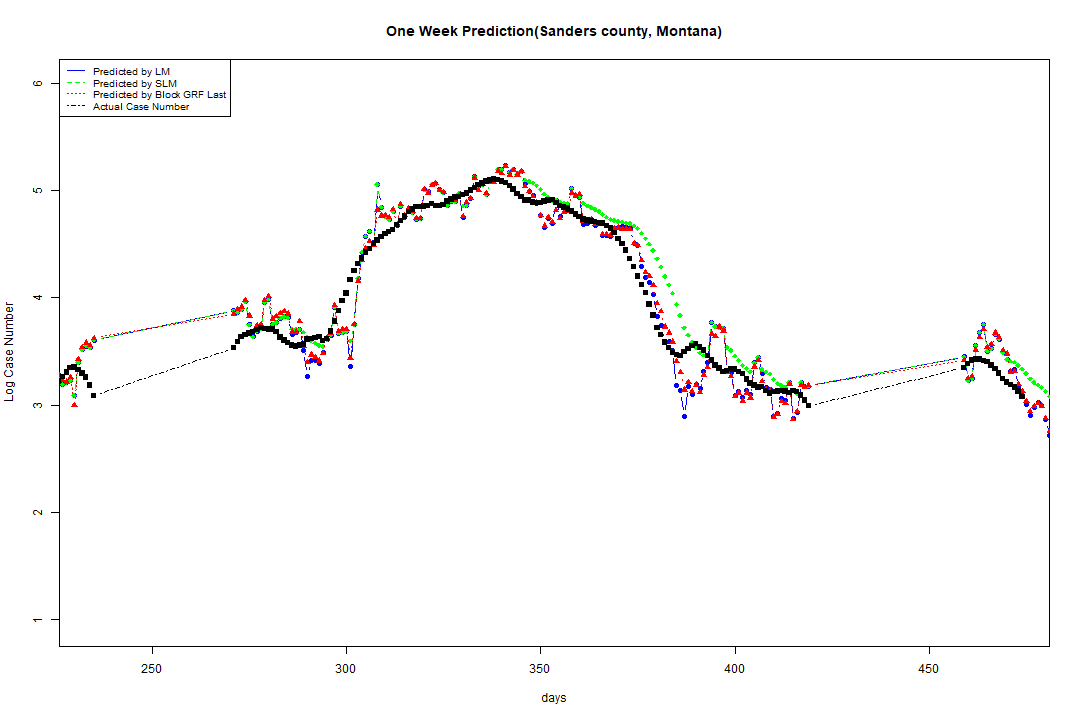 One Week Prediction(Sanders county, Montana)
Predicted by LM
Predicted by SLM
Predicted by Block GRF Last
Actual Case Number
6
5
4
3
2
1
Log Case Number
250 300 350 400 450
days